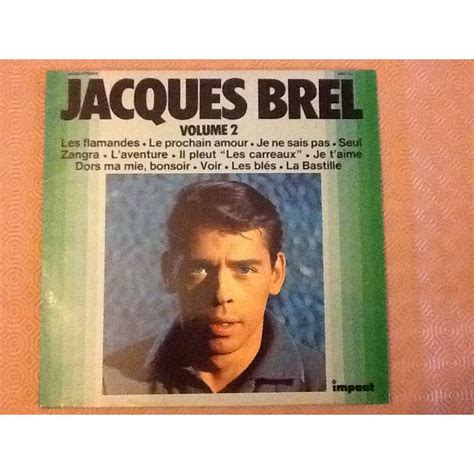 JACQUES BREL
VOLUME 2
Les flamandes • Le prochain amour • Je ne sais pas • Seul
Zangra • L'aventure • Il pleut "Les carreaux" • Je t'aime
Dors ma mie, bonsoir • Voir • Les blés • La Bastille
impact